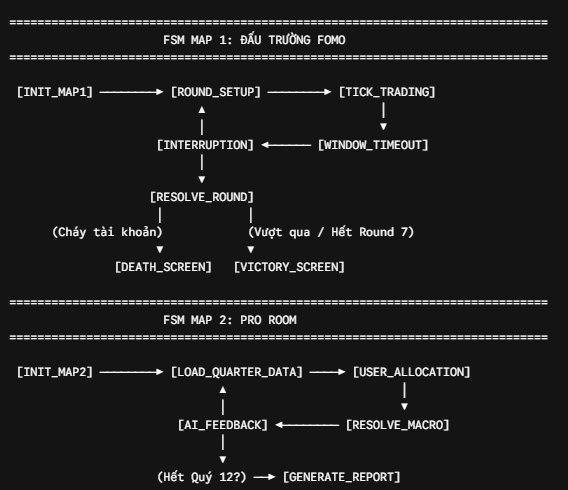 ================================================================================
FSM MAP 1: ĐẤU TRƯỜNG FOMO
================================================================================
[INIT_MAP1] ────────► [ROUND_SETUP] ────────► [TICK_TRADING]
[INTERRUPTION] ◄────── [WINDOW_TIMEOUT]
[RESOLVE_ROUND]
(Cháy tài khoản) (Vượt qua / Hết Round 7)
[DEATH_SCREEN] [VICTORY_SCREEN]
================================================================================
FSM MAP 2: PRO ROOM
================================================================================
[INIT_MAP2] ────────► [LOAD_QUARTER_DATA] ────► [USER_ALLOCATION]
[AI_FEEDBACK] ◄──────── [RESOLVE_MACRO]
(Hết Quý 12?) ──► [GENERATE_REPORT]